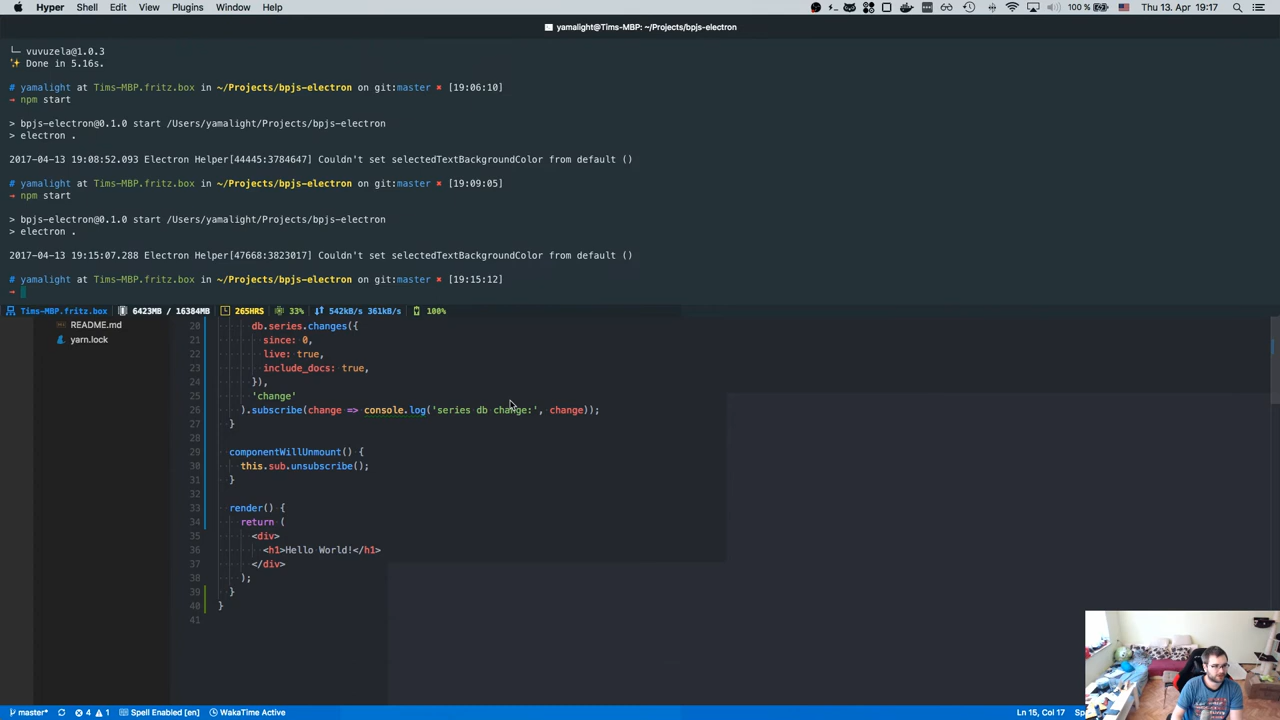 Hyper Shell Edit View Plugins Window Help 100 % Thu 13. Apr 19:17
yamalight@Tims-MBP: ~/Projects/bpjs-electron
└─ vuvuzela@1.0.3
✨ Done in 5.16s.
# yamalight at Tims-MBP.fritz.box in ~/Projects/bpjs-electron on git:master ✖ [19:06:10]
→ npm start
> bpjs-electron@0.1.0 start /Users/yamalight/Projects/bpjs-electron
> electron .
2017-04-13 19:08:52.093 Electron Helper[44445:3784647] Couldn't set selectedTextBackgroundColor from default ()
# yamalight at Tims-MBP.fritz.box in ~/Projects/bpjs-electron on git:master ✖ [19:09:05]
→ npm start
> bpjs-electron@0.1.0 start /Users/yamalight/Projects/bpjs-electron
> electron .
2017-04-13 19:15:07.288 Electron Helper[47668:3823017] Couldn't set selectedTextBackgroundColor from default ()
# yamalight at Tims-MBP.fritz.box in ~/Projects/bpjs-electron on git:master ✖ [19:15:12]
→
Tims-MBP.fritz.box 6423MB / 16384MB 265HRS 33% 542kB/s 361kB/s 100%
README.md
yarn.lock
20 db.series.changes({
21 since: 0,
22 live: true,
23 include_docs: true,
24 }),
25 'change'
26 ).subscribe(change => console.log('series db change:', change));
27 }
28
29 componentWillUnmount() {
30 this.sub.unsubscribe();
31 }
32
33 render() {
34 return (
35 <div>
36 <h1>Hello World!</h1>
37 </div>
38 );
39 }
40 }
41
master* 4 1 Spell Enabled [en] WakaTime Active Ln 15, Col 17